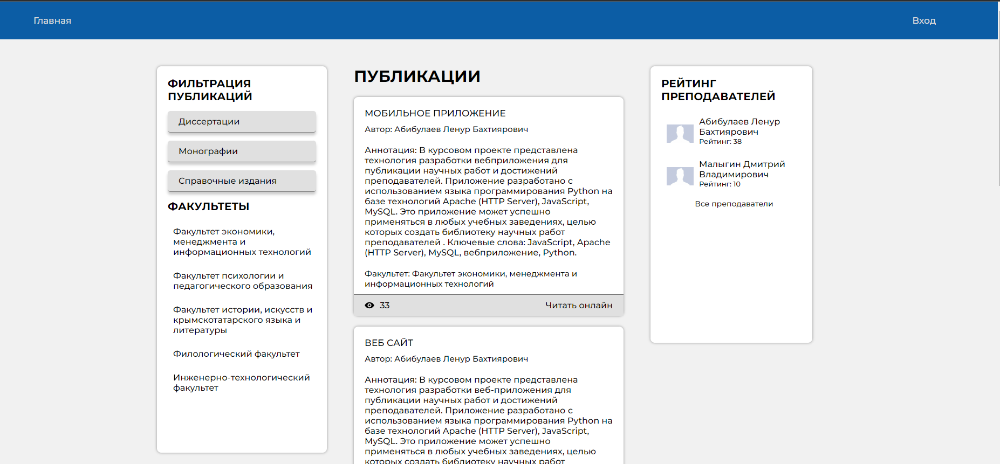 Главная
Вход
ФИЛЬТРАЦИЯ
ПУБЛИКАЦИЙ
Диссертации
Монографии
Справочные издания
ФАКУЛЬТЕТЫ
Факультет экономики,
менеджмента и
информационных технологий
Факультет психологии и
педагогического образования
Факультет истории, искусств и
крымскотатарского языка и
литературы
Филологический факультет
Инженерно-технологический
факультет
ПУБЛИКАЦИИ
МОБИЛЬНОЕ ПРИЛОЖЕНИЕ
Автор: Абибулаев Ленур Бахтиярович
Аннотация: В курсовом проекте представлена
технология разработки вебприложения для
публикации научных работ и достижений
преподавателей. Приложение разработано с
использованием языка программирования Python на
базе технологий Apache (HTTP Server), JavaScript,
MySQL. Это приложение может успешно
применяться в любых учебных заведениях, целью
которых создать библиотеку научных работ
преподавателей . Ключевые слова: JavaScript, Apache
(HTTP Server), MySQL, вебприложение, Python.
Факультет: Факультет экономики, менеджмента и
информационных технологий
33
Читать онлайн
ВЕБ САЙТ
Автор: Абибулаев Ленур Бахтиярович
Аннотация: В курсовом проекте представлена
технология разработки веб-приложения для
публикации научных работ и достижений
преподавателей. Приложение разработано с
использованием языка программирования Python на
базе технологий Apache (HTTP Server), JavaScript,
MySQL. Это приложение может успешно
применяться в любых учебных заведениях, целью
которых создать библиотеку научных работ
РЕЙТИНГ
ПРЕПОДАВАТЕЛЕЙ
Абибулаев Ленур
Бахтиярович
Рейтинг: 38
Малыгин Дмитрий
Владимирович
Рейтинг: 10
Все преподаватели